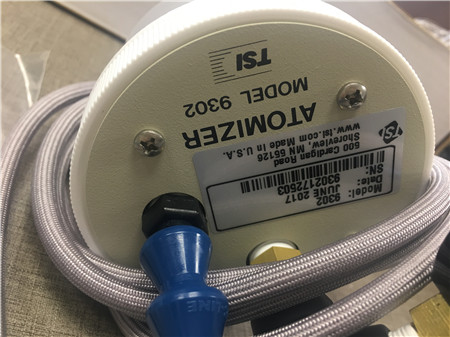 Model: 9302
Date: JUNE 2017
SN: 9302172603
500 Cardigan Road
Shoreview, MN 55126
www.tsi.com Made in U.S.A.
TSI
ATOMIZER
MODEL 9302
TSI